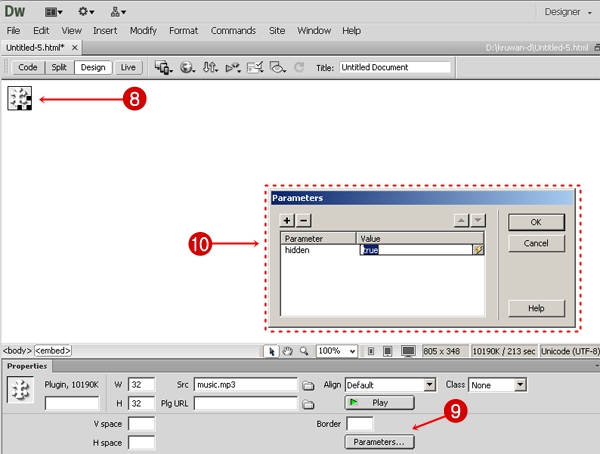 Dw Designer
File Edit View Insert Modify Format Commands Site Window Help
Untitled-5.html* × D:\kruwan-d\Untitled-5.html
Code Split Design Live Title: Untitled Document
8
Parameters
10
Parameter Value
hidden true
OK
Cancel
Help
<body> <embed> 100% 805 x 348 10190K / 213 sec Unicode (UTF-8)
Properties
Plugin, 10190K W 32 Src music.mp3 Align Default Class None
H 32 Plg URL Play
V space Border 9
H space Parameters...